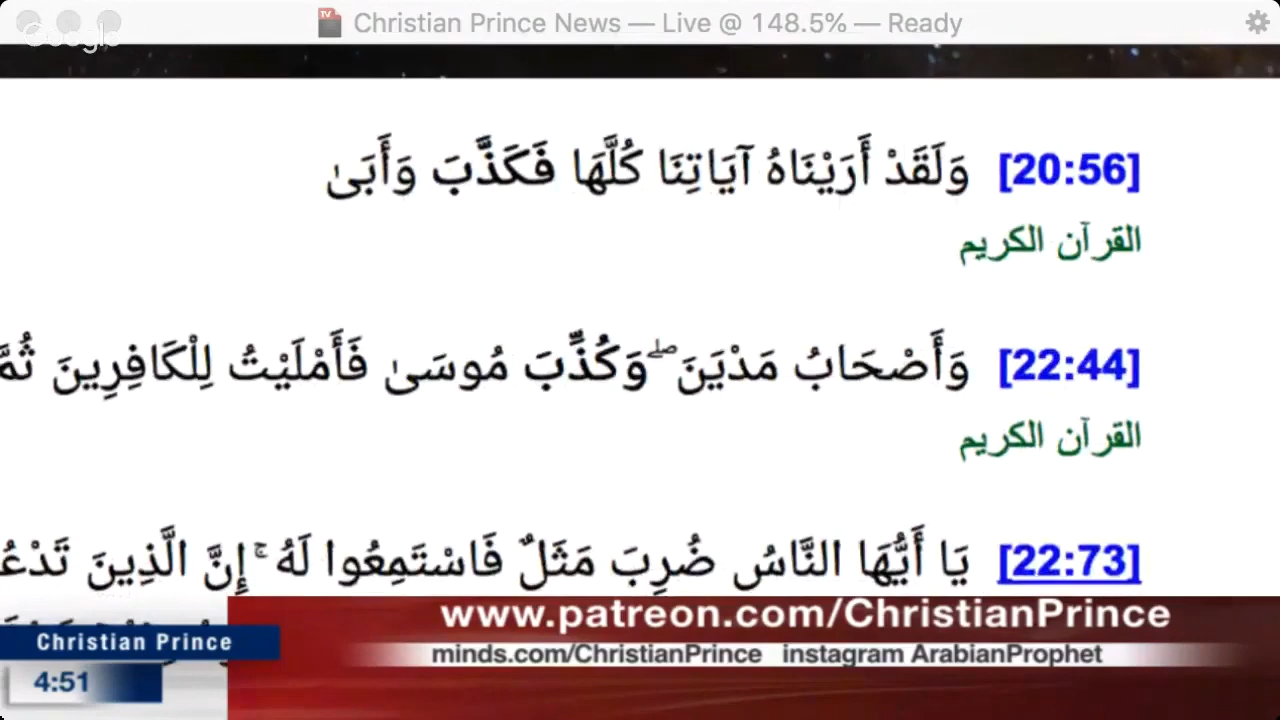 Christian Prince News — Live @ 148.5% — Ready
Google
[20:56] وَلَقَدْ أَرَيْنَاهُ آيَاتِنَا كُلَّهَا فَكَذَّبَ وَأَبَىٰ
القرآن الكريم
[22:44] وَأَصْحَابُ مَدْيَنَ ۖ وَكُذِّبَ مُوسَىٰ فَأَمْلَيْتُ لِلْكَافِرِينَ ثُمَّ
القرآن الكريم
[22:73] يَا أَيُّهَا النَّاسُ ضُرِبَ مَثَلٌ فَاسْتَمِعُوا لَهُ ۚ إِنَّ الَّذِينَ تَدْعُ
www.patreon.com/ChristianPrince
Christian Prince
minds.com/ChristianPrince instagram ArabianProphet
4:51